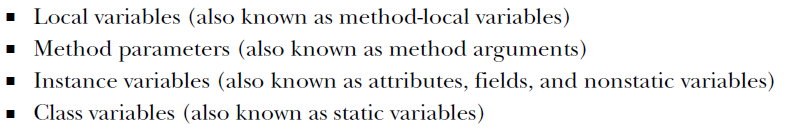 ▪ Local variables (also known as method-local variables)
▪ Method parameters (also known as method arguments)
▪ Instance variables (also known as attributes, fields, and nonstatic variables)
▪ Class variables (also known as static variables)